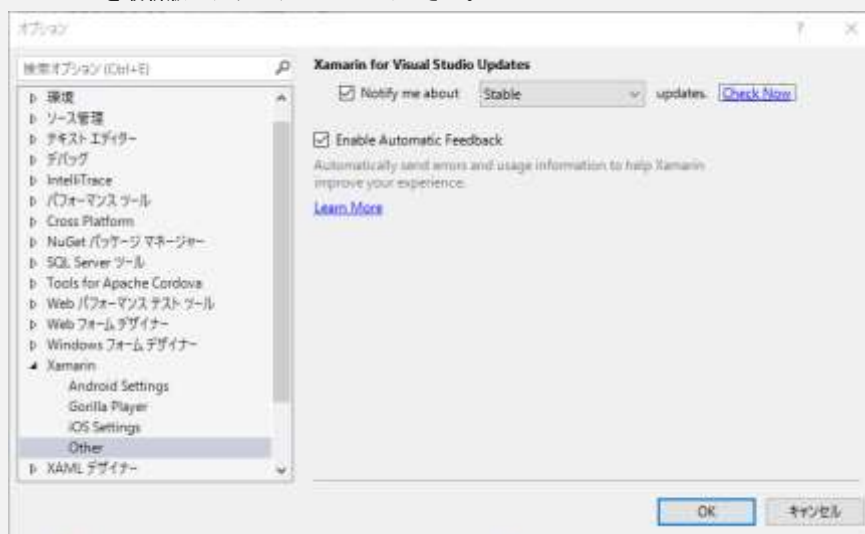 オプション
? ×
検索オプション (Ctrl+E)
環境
ソース管理
テキスト エディター
デバッグ
IntelliTrace
パフォーマンス ツール
Cross Platform
NuGet パッケージ マネージャー
SQL Server ツール
Tools for Apache Cordova
Web パフォーマンス テスト ツール
Web フォーム デザイナー
Windows フォーム デザイナー
Xamarin
Android Settings
Gorilla Player
iOS Settings
Other
XAML デザイナー
Xamarin for Visual Studio Updates
Notify me about Stable updates. Check Now
Enable Automatic Feedback
Automatically send errors and usage information to help Xamarin
improve your experience.
Learn More
OK キャンセル